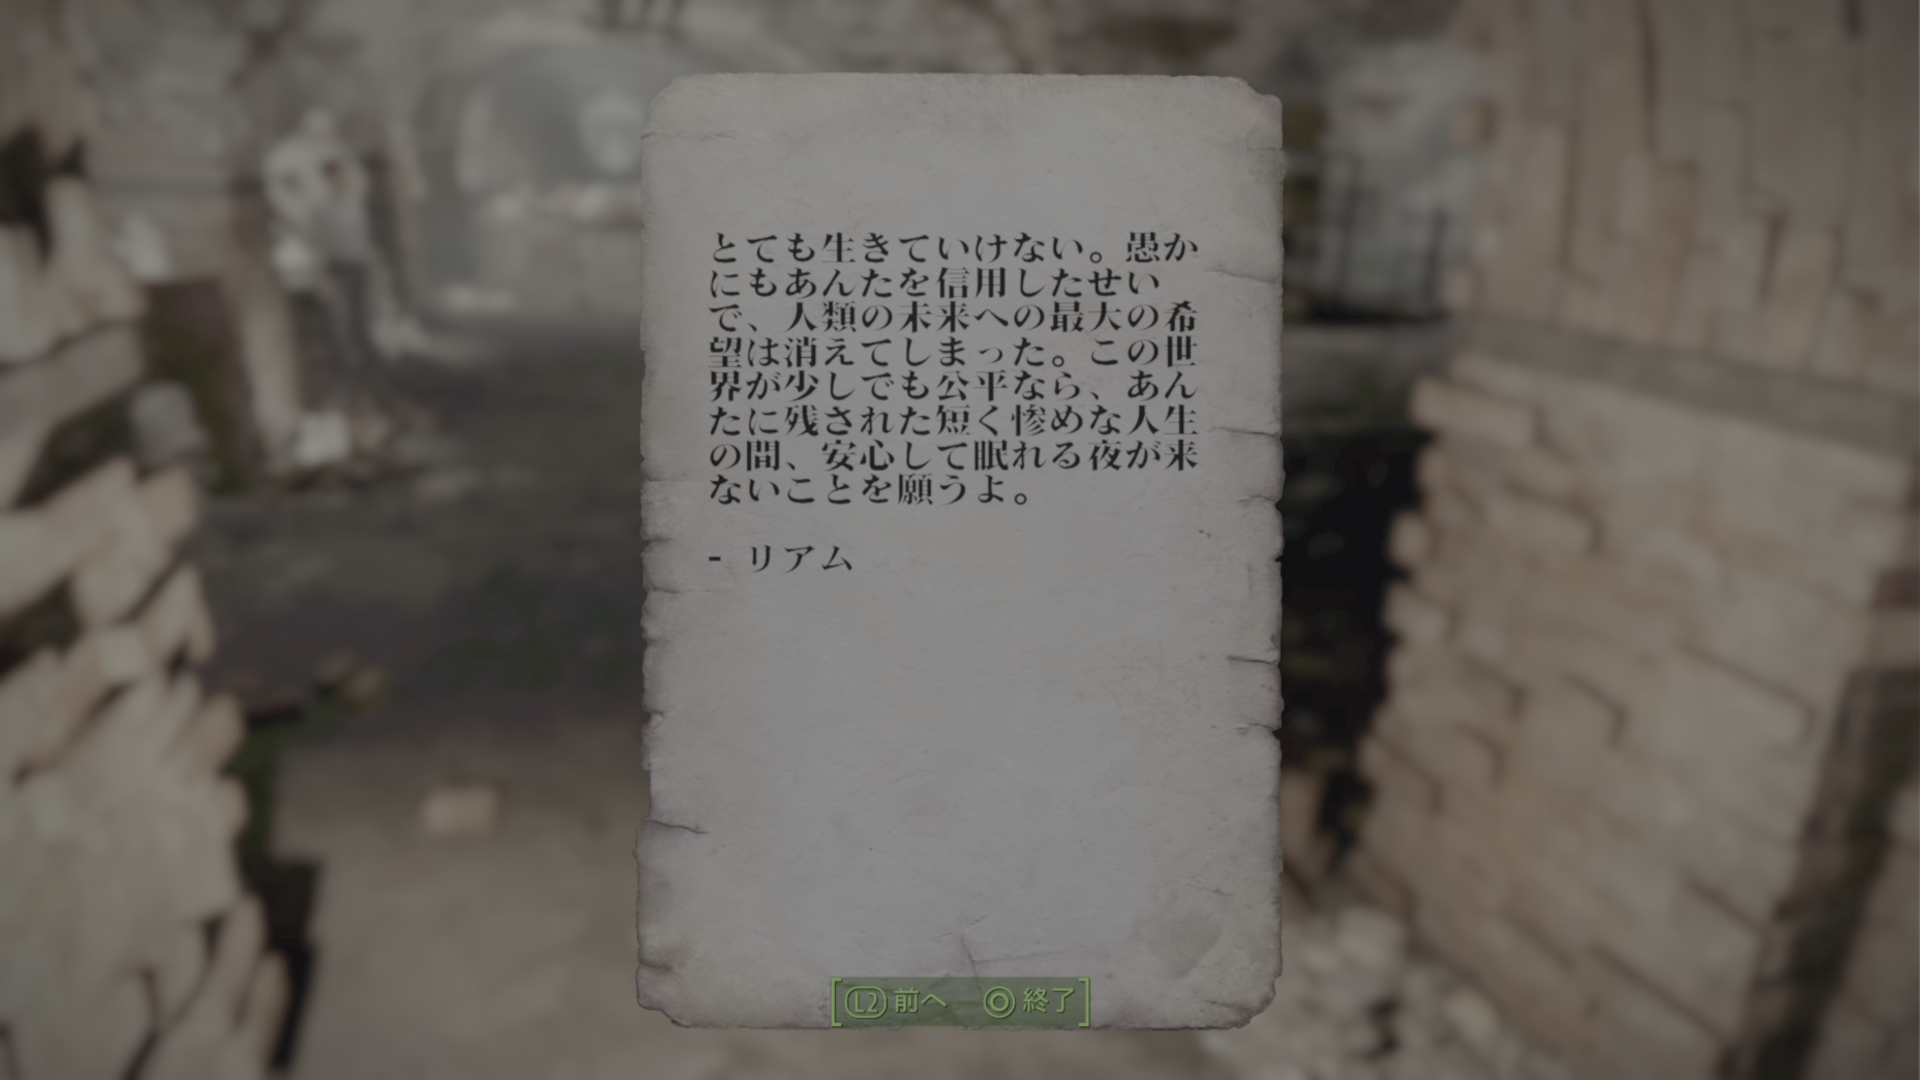 とても生きていけない。愚か
にもあんたを信用したせい
で、人類の未来への最大の希
望は消えてしまった。この世
界が少しでも公平なら、あん
たに残された短く惨めな人生
の間、安心して眠れる夜が来
ないことを願うよ。
- リアム
L2 前へ ○ 終了